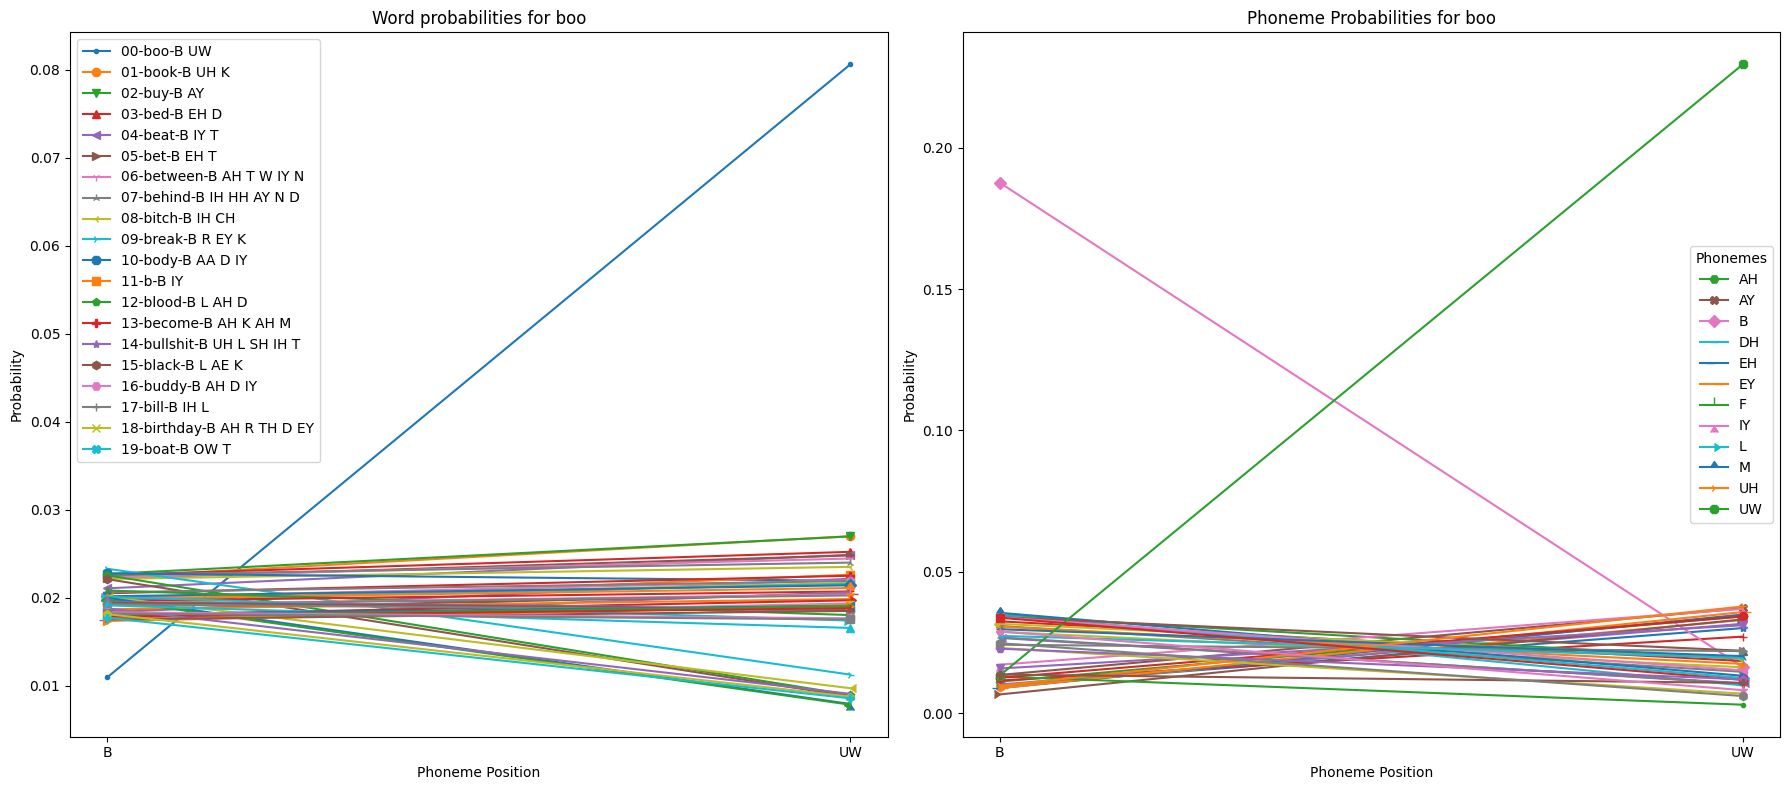 Word probabilities for boo
Probability
0.08
0.07
0.06
0.05
0.04
0.03
0.02
0.01
00-boo-B UW
01-book-B UH K
02-buy-B AY
03-bed-B EH D
04-beat-B IY T
05-bet-B EH T
06-between-B AH T W IY N
07-behind-B IH HH AY N D
08-bitch-B IH CH
09-break-B R EY K
10-body-B AA D IY
11-b-B IY
12-blood-B L AH D
13-become-B AH K AH M
14-bullshit-B UH L SH IH T
15-black-B L AE K
16-buddy-B AH D IY
17-bill-B IH L
18-birthday-B AH R TH D EY
19-boat-B OW T
B UW
Phoneme Position
Phoneme Probabilities for boo
Probability
0.20
0.15
0.10
0.05
0.00
Phonemes
AH
AY
B
DH
EH
EY
F
IY
L
M
UH
UW
B UW
Phoneme Position